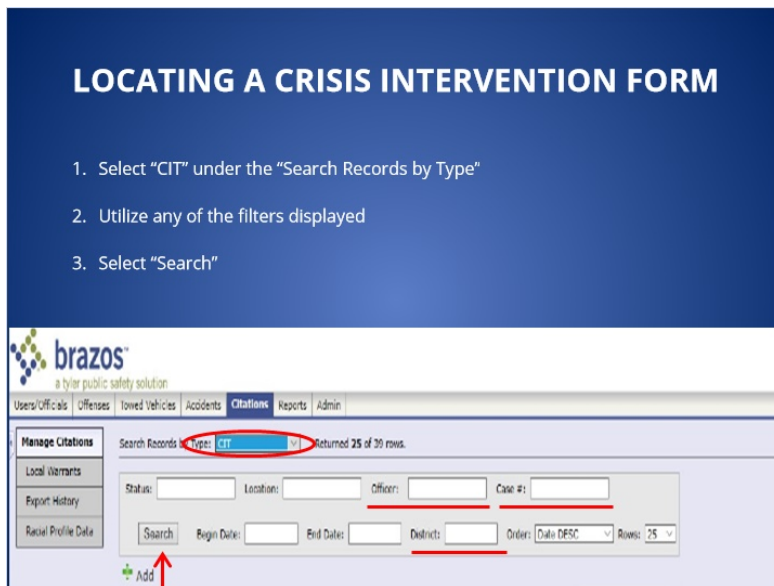 LOCATING A CRISIS INTERVENTION FORM
1. Select “CIT” under the “Search Records by Type”
2. Utilize any of the filters displayed
3. Select “Search”
brazos™
a tyler public safety solution
Users/Officials Offenses Towed Vehicles Accidents Citations Reports Admin
Manage Citations Search Records by Type: CIT Returned 25 of 39 rows.
Local Warrants
Export History
Racial Profile Data
Status: Location: Officer: Case #:
Search Begin Date: End Date: District: Order: Date DESC Rows: 25
Add